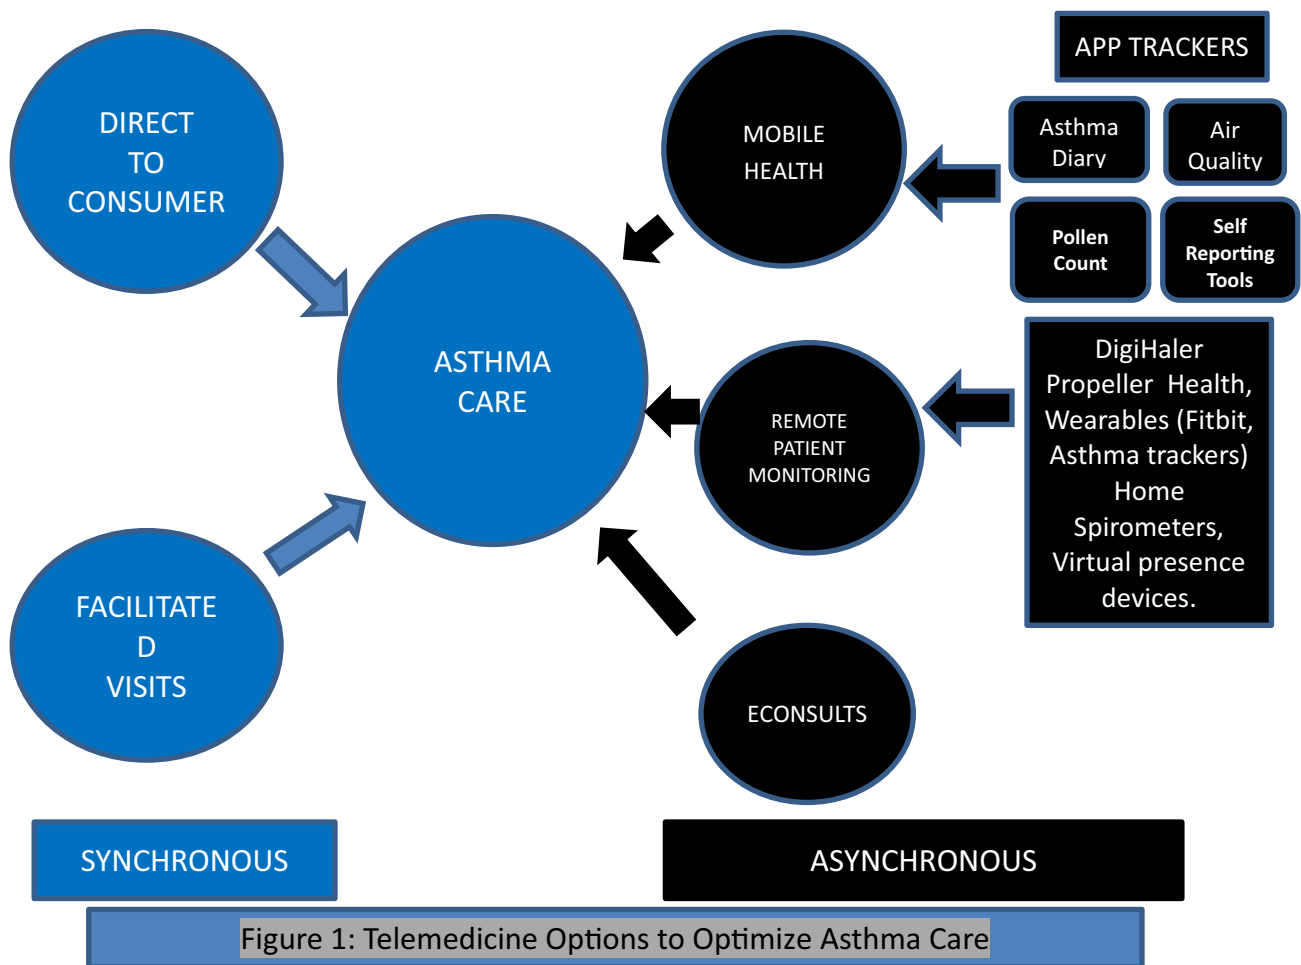 DIRECT
TO
CONSUMER
FACILITATE
D
VISITS
ASTHMA
CARE
MOBILE
HEALTH
REMOTE
PATIENT
MONITORING
ECONSULTS
APP TRACKERS
Asthma
Diary
Air
Quality
Pollen
Count
Self
Reporting
Tools
DigiHaler
Propeller Health,
Wearables (Fitbit,
Asthma trackers)
Home
Spirometers,
Virtual presence
devices.
SYNCHRONOUS
ASYNCHRONOUS
Figure 1: Telemedicine Options to Optimize Asthma Care